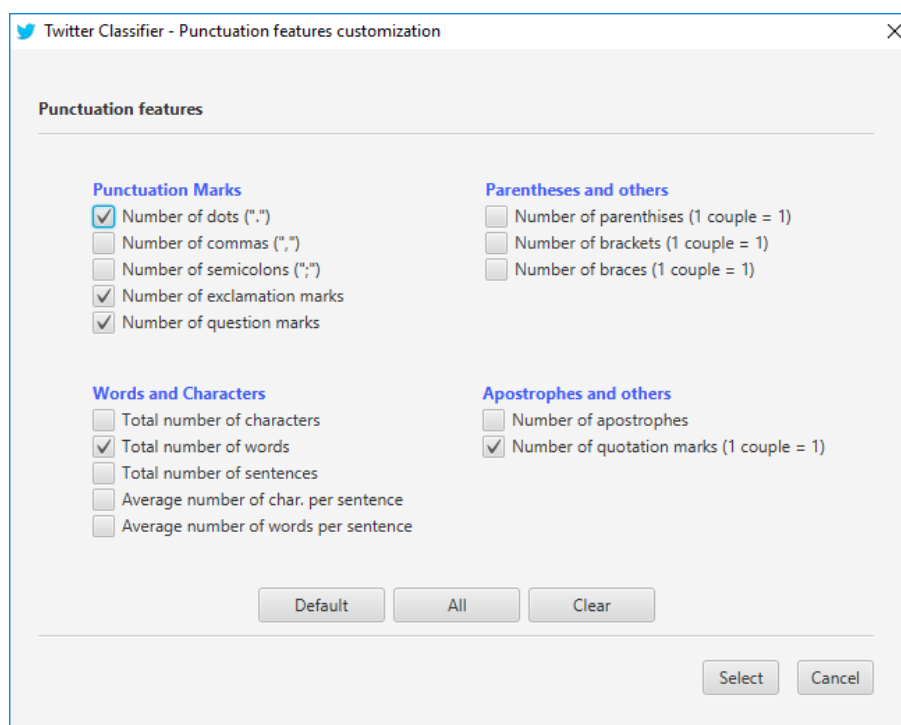 Twitter Classifier - Punctuation features customization
Punctuation features
Punctuation Marks
Number of dots (".")
Number of commas (",")
Number of semicolons (";")
Number of exclamation marks
Number of question marks
Parentheses and others
Number of parenthises (1 couple = 1)
Number of brackets (1 couple = 1)
Number of braces (1 couple = 1)
Words and Characters
Total number of characters
Total number of words
Total number of sentences
Average number of char. per sentence
Average number of words per sentence
Apostrophes and others
Number of apostrophes
Number of quotation marks (1 couple = 1)
Default
All
Clear
Select
Cancel